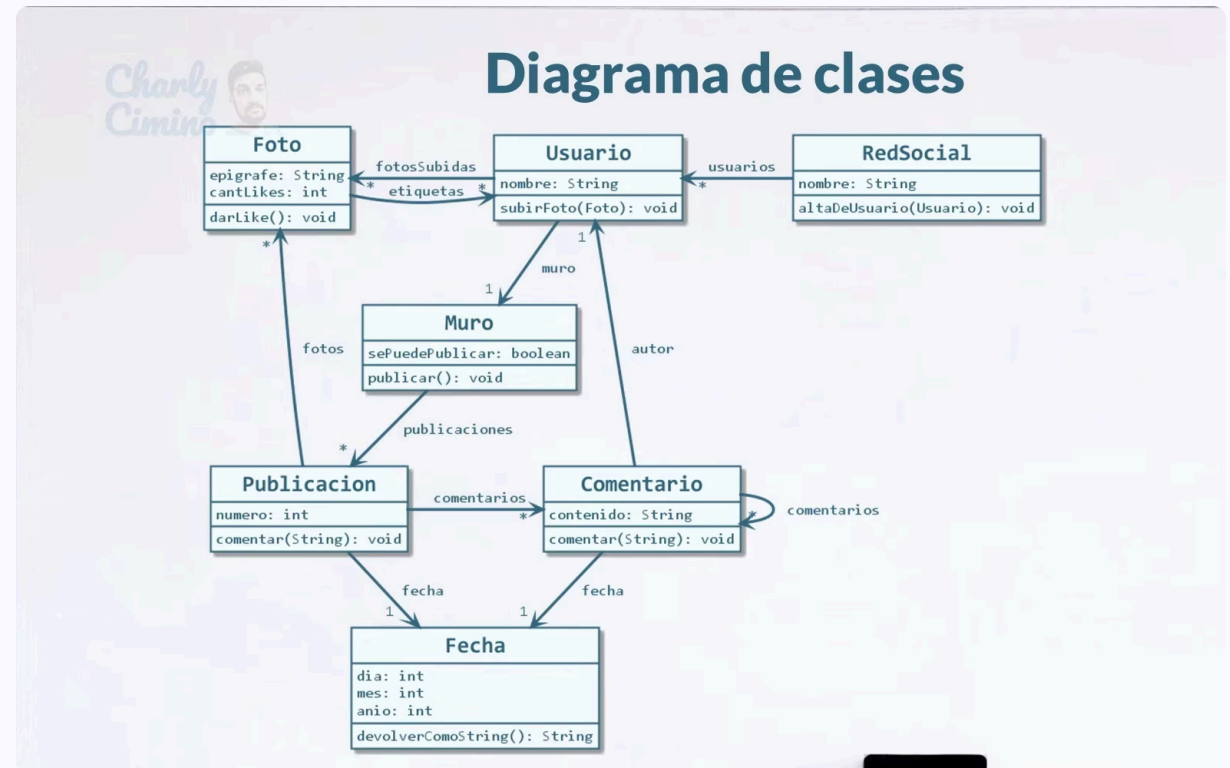 Diagrama de clases
Charly
Cimino
Foto
epigrafe: String
cantLikes: int
darLike(): void
fotosSubidas
*
etiquetas
*
Usuario
nombre: String
subirFoto(Foto): void
usuarios
*
RedSocial
nombre: String
altaDeUsuario(Usuario): void
*
1
muro
1
Muro
sePuedePublicar: boolean
publicar(): void
fotos
autor
publicaciones
*
Publicacion
numero: int
comentar(String): void
comentarios
*
Comentario
contenido: String
comentar(String): void
*
comentarios
fecha
1
fecha
1
Fecha
dia: int
mes: int
anio: int
devolverComoString(): String